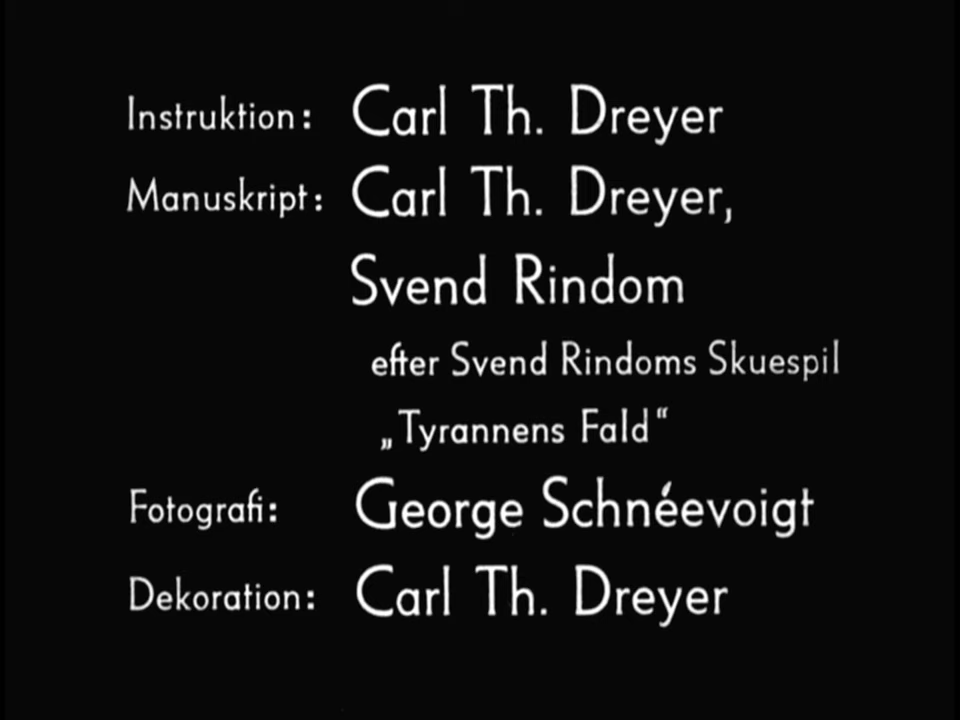 Instruktion: Carl Th. Dreyer
Manuskript: Carl Th. Dreyer,
Svend Rindom
efter Svend Rindoms Skuespil
„Tyrannens Fald“
Fotografi: George Schnéevoigt
Dekoration: Carl Th. Dreyer